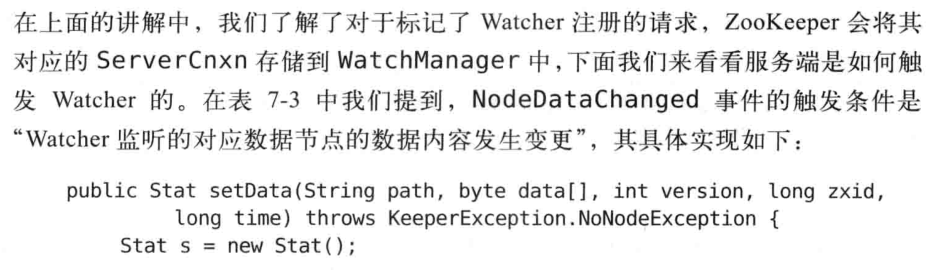 在上面的讲解中，我们了解了对于标记了 Watcher 注册的请求，ZooKeeper 会将其
对应的 ServerCnxn 存储到 WatchManager 中，下面我们来看看服务端是如何触
发 Watcher 的。在表 7-3 中我们提到，NodeDataChanged 事件的触发条件是
“Watcher 监听的对应数据节点的数据内容发生变更”，其具体实现如下：
public Stat setData(String path, byte data[], int version, long zxid,
long time) throws KeeperException.NoNodeException {
Stat s = new Stat();